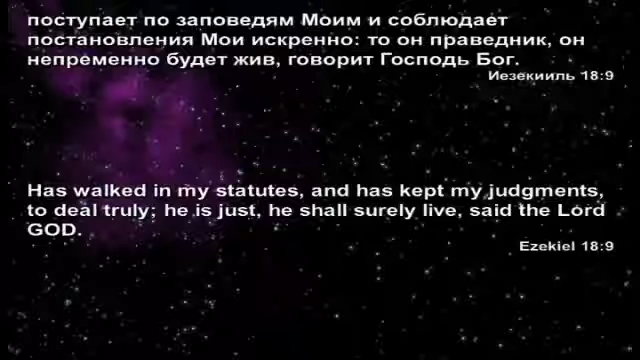 поступает по заповедям Моим и соблюдает
постановления Мои искренно: то он праведник, он
непременно будет жив, говорит Господь Бог.
Иезекииль 18:9
Has walked in my statutes, and has kept my judgments,
to deal truly; he is just, he shall surely live, said the Lord
GOD.
Ezekiel 18:9